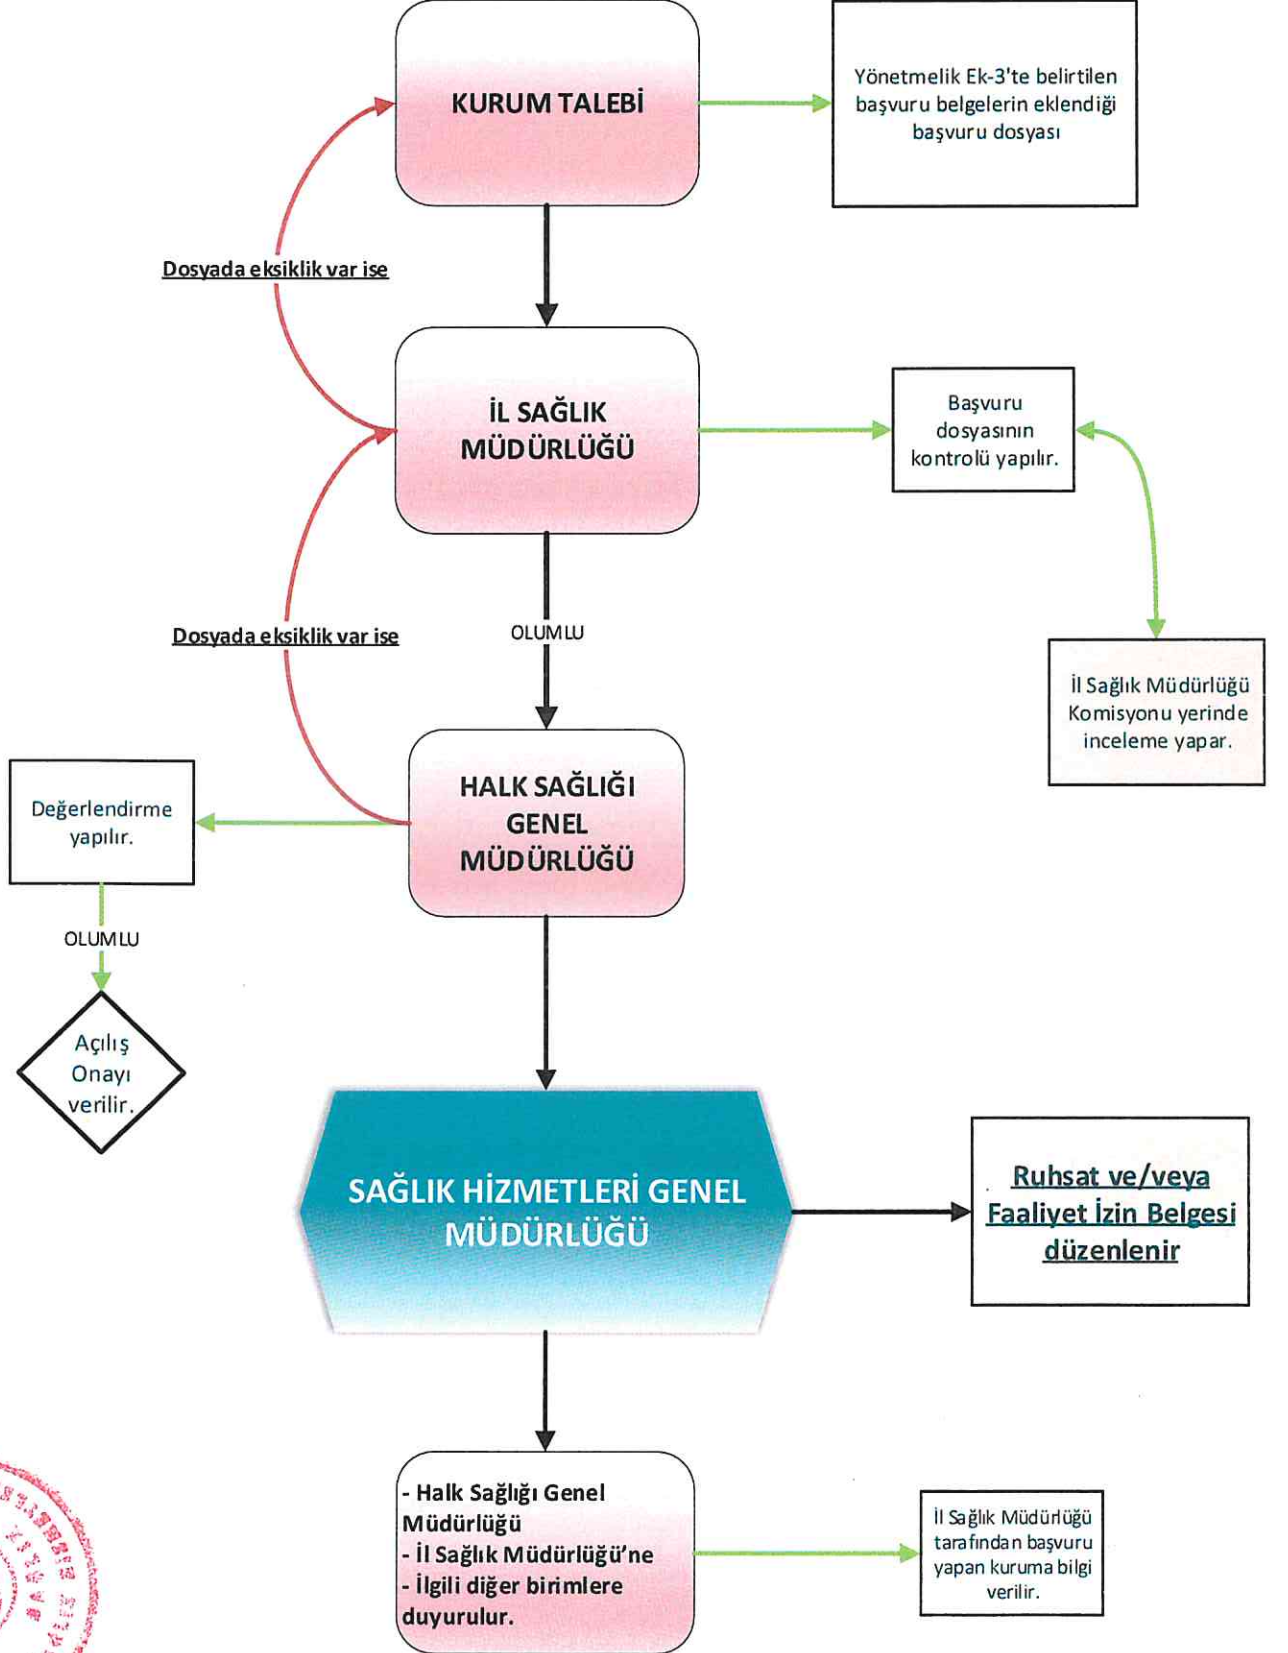 KURUM TALEBİ
Yönetmelik Ek-3'te belirtilen
başvuru belgelerin eklendiği
başvuru dosyası
Dosyada eksiklik var ise
İL SAĞLIK
MÜDÜRLÜĞÜ
Başvuru
dosyasının
kontrolü yapılır.
Dosyada eksiklik var ise
OLUMLU
İl Sağlık Müdürlüğü
Komisyonu yerinde
inceleme yapar.
HALK SAĞLIĞI
GENEL
MÜDÜRLÜĞÜ
Değerlendirme
yapılır.
OLUMLU
Açılış
Onayı
verilir.
SAĞLIK HİZMETLERİ GENEL
MÜDÜRLÜĞÜ
Ruhsat ve/veya
Faaliyet İzin Belgesi
düzenlenir
- Halk Sağlığı Genel
Müdürlüğü
- İl Sağlık Müdürlüğü'ne
- İlgili diğer birimlere
duyurulur.
İl Sağlık Müdürlüğü
tarafından başvuru
yapan kuruma bilgi
verilir.